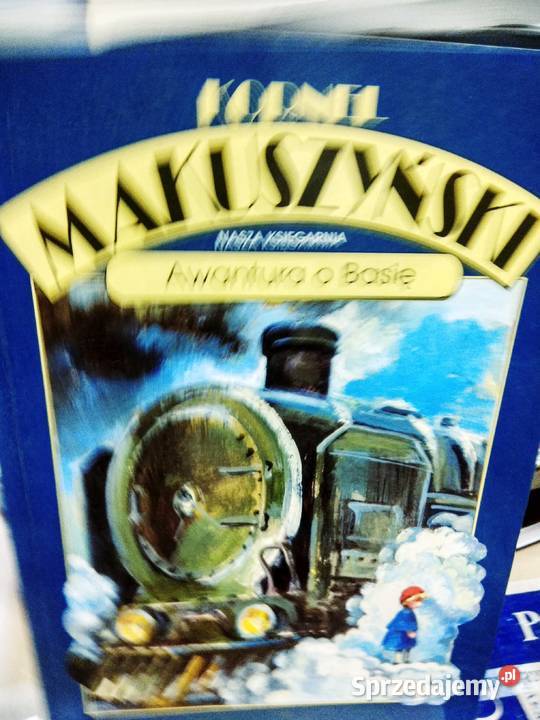 KORNEL
MAKUSZYŃSKI
NASZA KSIĘGARNIA
Awantura o Basię
P
Sprzedajemy.pl